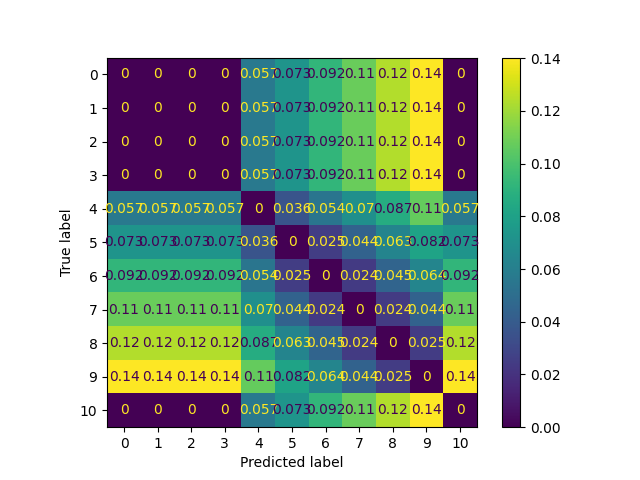 0 0 0 0 0 0.057 0.073 0.092 0.11 0.12 0.14 0
1 0 0 0 0 0.057 0.073 0.092 0.11 0.12 0.14 0
2 0 0 0 0 0.057 0.073 0.092 0.11 0.12 0.14 0
3 0 0 0 0 0.057 0.073 0.092 0.11 0.12 0.14 0
4 0.057 0.057 0.057 0.057 0 0.036 0.054 0.07 0.087 0.11 0.057
5 0.073 0.073 0.073 0.073 0.036 0 0.025 0.044 0.063 0.082 0.073
6 0.092 0.092 0.092 0.092 0.054 0.025 0 0.024 0.045 0.064 0.092
7 0.11 0.11 0.11 0.11 0.07 0.044 0.024 0 0.024 0.044 0.11
8 0.12 0.12 0.12 0.12 0.087 0.063 0.045 0.024 0 0.025 0.12
9 0.14 0.14 0.14 0.14 0.11 0.082 0.064 0.044 0.025 0 0.14
10 0 0 0 0 0.057 0.073 0.092 0.11 0.12 0.14 0
0 1 2 3 4 5 6 7 8 9 10
Predicted label
True label
0.14
0.12
0.10
0.08
0.06
0.04
0.02
0.00